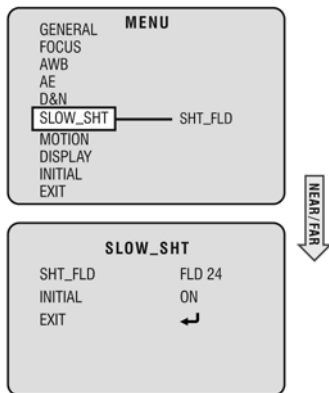 MENU
GENERAL
FOCUS
AWB
AE
D&N
SLOW_SHT SHT_FLD
MOTION
DISPLAY
INITIAL
EXIT
NEAR/FAR
SLOW_SHT
SHT_FLD FLD 24
INITIAL ON
EXIT ↵